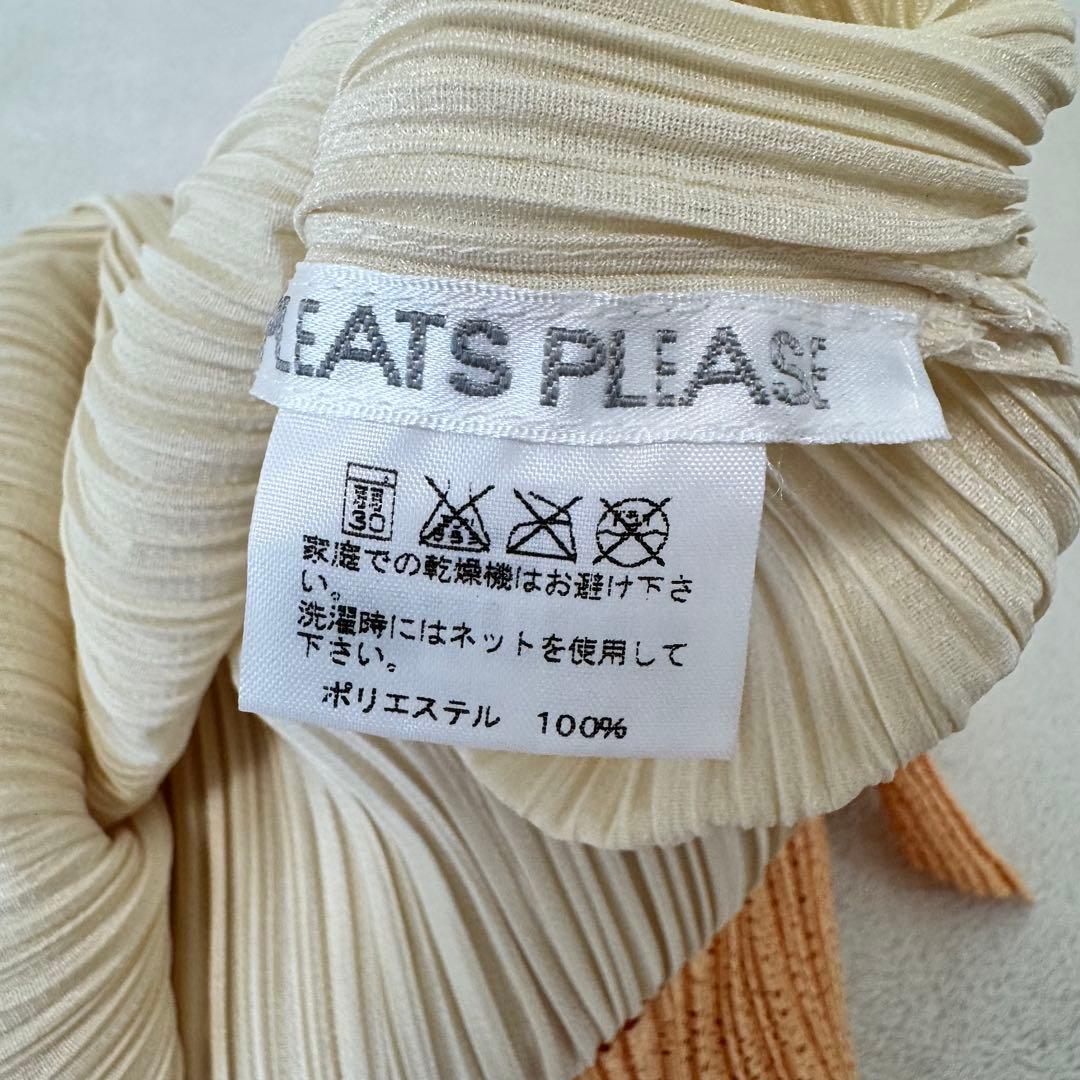 PLEATS PLEASE
家庭での乾燥機はお避け下さ
い。
洗濯時にはネットを使用して
下さい。
ポリエステル 100%